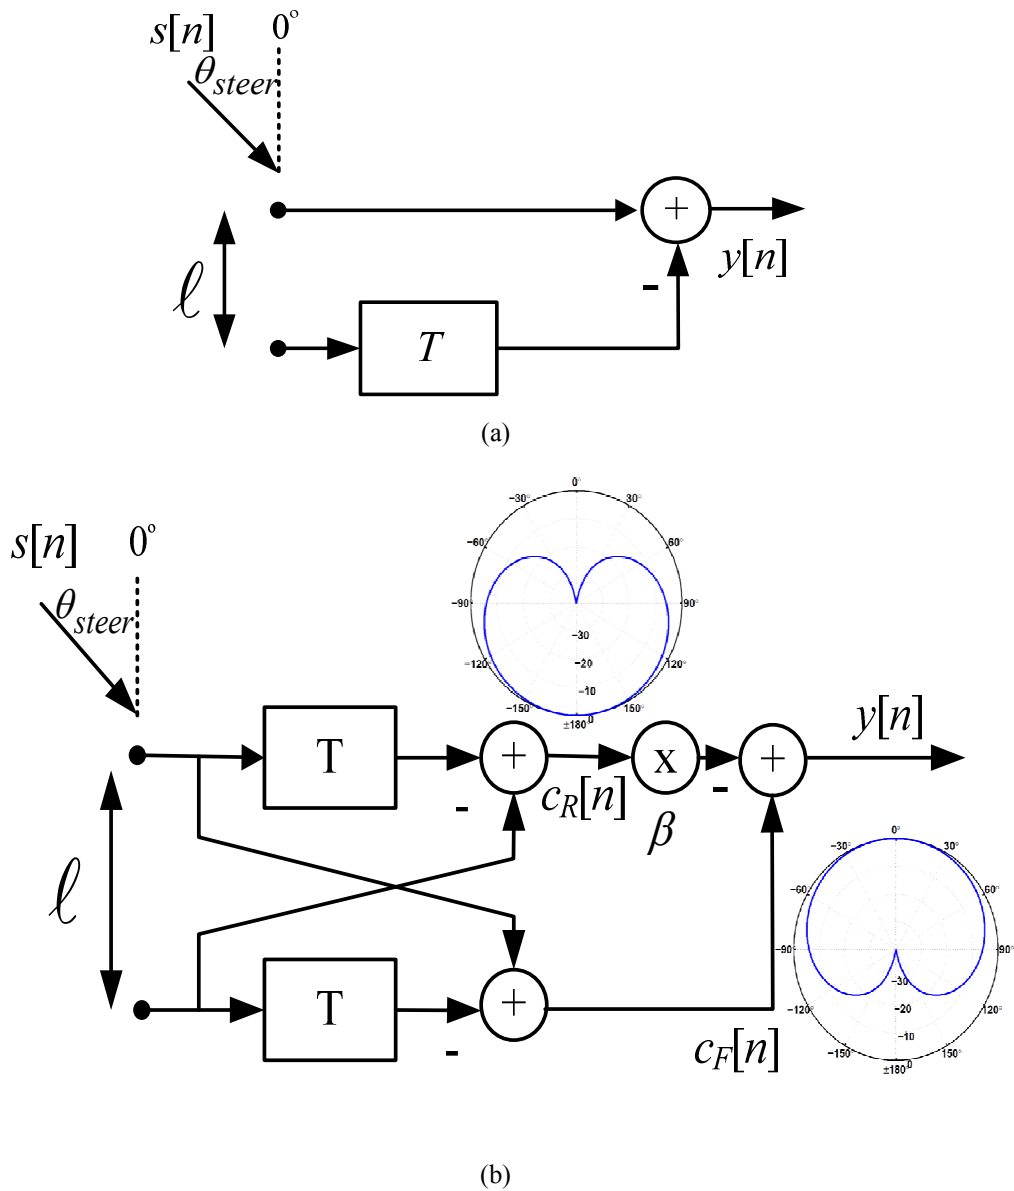 s[n]
0°
θsteer
ℓ
T
+
-
y[n]
(a)
s[n]
0°
θsteer
ℓ
T
T
+
-
+
-
cR[n]
x
β
-
+
y[n]
cF[n]
0°
−30°
30°
−60°
60°
−90°
90°
−30
−120°
120°
−20
−10
−150°
150°
±180°
0
0°
−30°
30°
−60°
60°
−90°
90°
−30
−120°
120°
−20
−10
−150°
150°
±180°
0
(b)